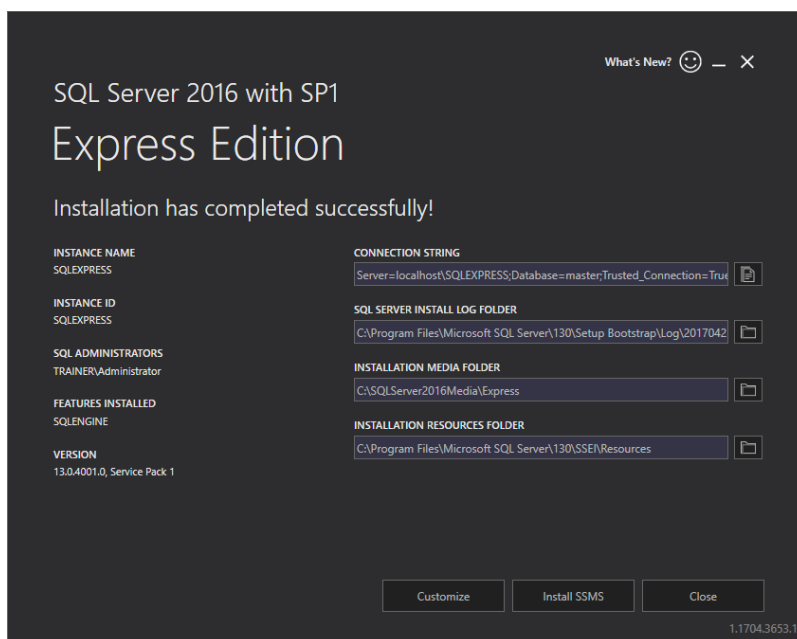 What's New?
SQL Server 2016 with SP1
Express Edition
Installation has completed successfully!
INSTANCE NAME
SQLEXPRESS
INSTANCE ID
SQLEXPRESS
SQL ADMINISTRATORS
TRAINER\Administrator
FEATURES INSTALLED
SQLENGINE
VERSION
13.0.4001.0, Service Pack 1
CONNECTION STRING
Server=localhost\SQLEXPRESS;Database=master;Trusted_Connection=True
SQL SERVER INSTALL LOG FOLDER
C:\Program Files\Microsoft SQL Server\130\Setup Bootstrap\Log\2017042
INSTALLATION MEDIA FOLDER
C:\SQLServer2016Media\Express
INSTALLATION RESOURCES FOLDER
C:\Program Files\Microsoft SQL Server\130\SSEI\Resources
Customize
Install SSMS
Close
1.1704.3653.1